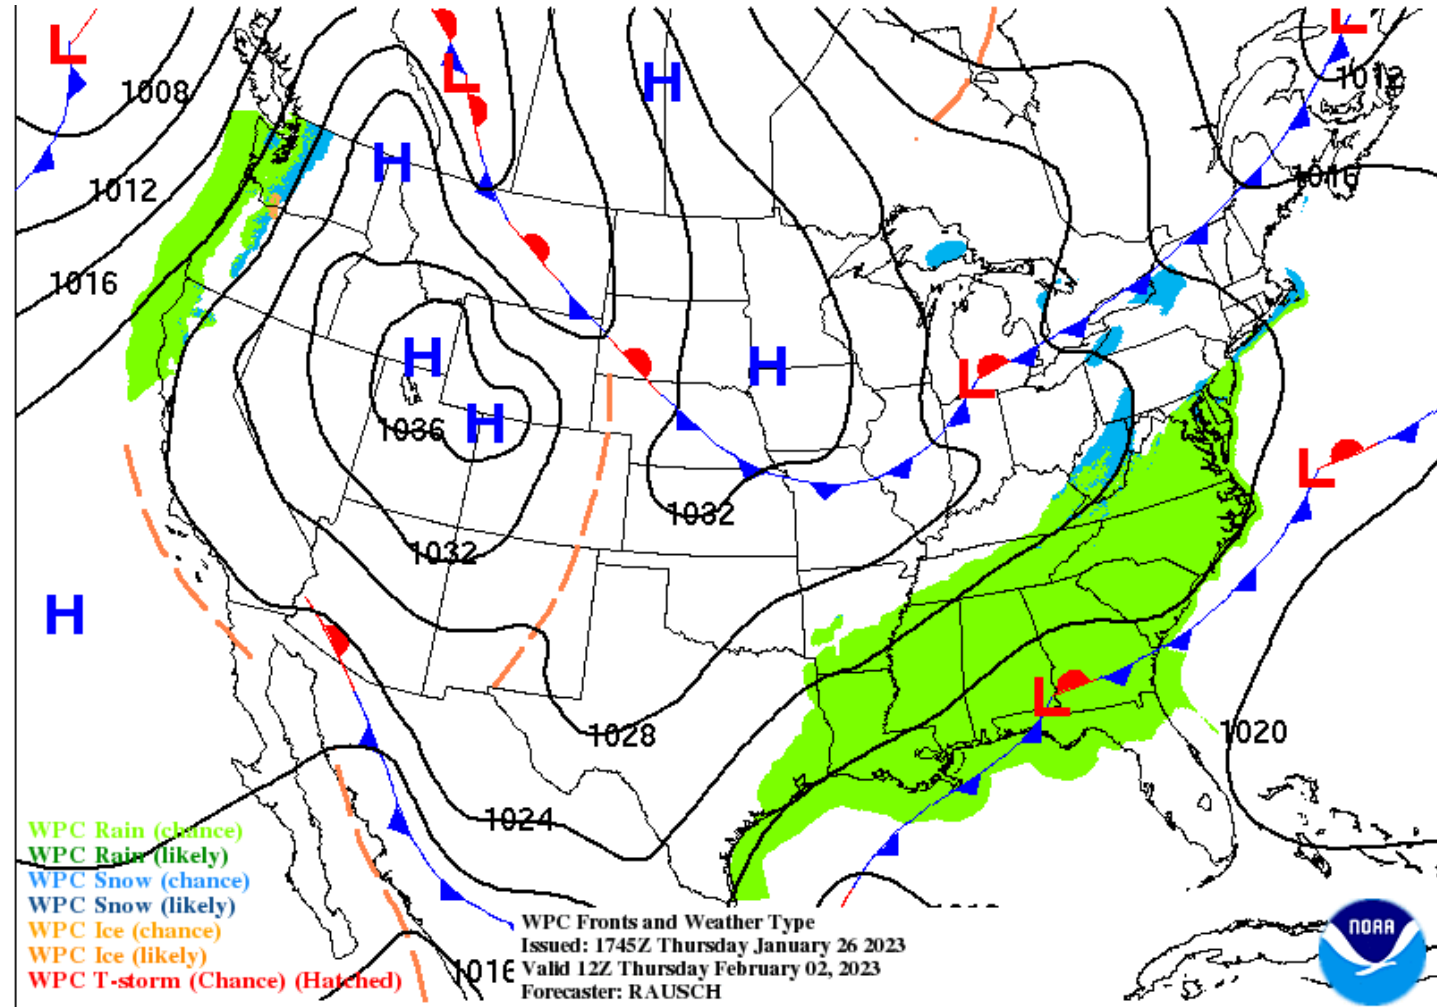 L
L
L
H
1008
1012
H
1012
1016
1016
H
H
L
H
1036
L
1032
1032
H
L
1028
1020
1024
WPC Rain (chance)
WPC Rain (likely)
WPC Snow (chance)
WPC Snow (likely)
WPC Ice (chance)
WPC Ice (likely)
WPC T-storm (Chance) (Hatched)
1016
WPC Fronts and Weather Type
Issued: 1745Z Thursday January 26 2023
Valid 12Z Thursday February 02, 2023
Forecaster: RAUSCH
NOAA